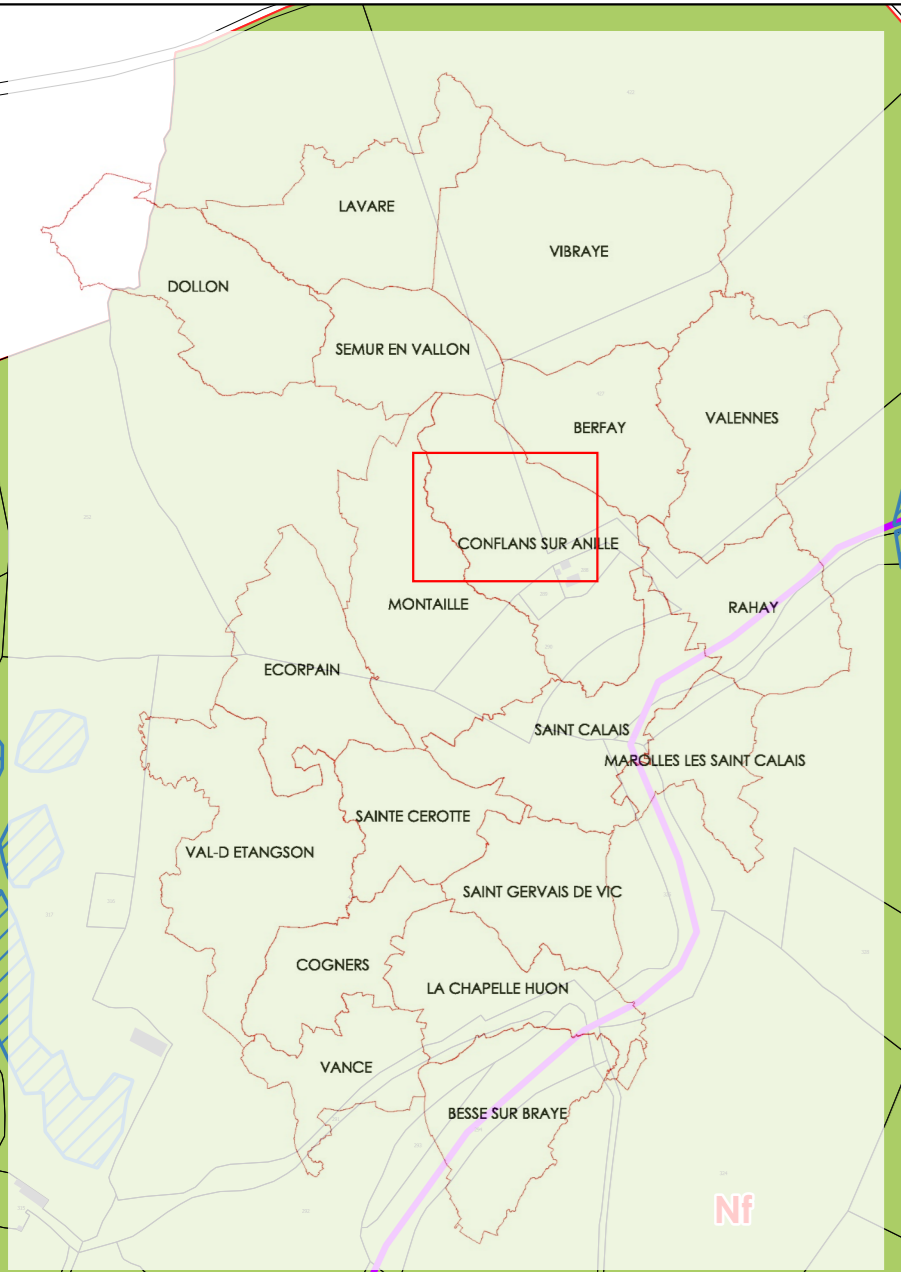 LAVARE
VIBRAYE
DOLLON
SEMUR EN VALLON
VALENNES
BERFAY
CONFLANS SUR ANILLE
MONTAILLE
RAHAY
ECORPAIN
SAINT CALAIS
MAROLLES LES SAINT CALAIS
SAINTE CEROTTE
VAL-D ETANGSON
SAINT GERVAIS DE VIC
COGNERS
LA CHAPELLE HUON
VANCE
BESSE SUR BRAYE
Nf